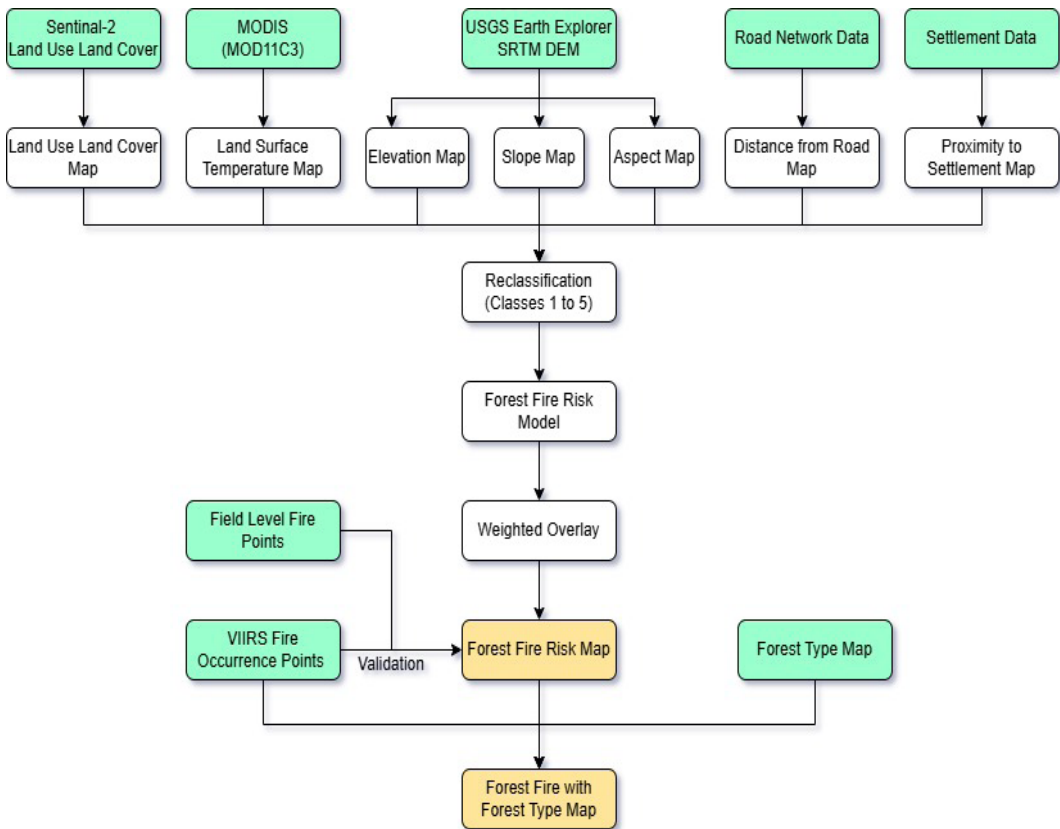 Sentinel-2
Land Use Land Cover
MODIS
(MOD11C3)
USGS Earth Explorer
SRTM DEM
Road Network Data
Settlement Data
Land Use Land Cover
Map
Land Surface
Temperature Map
Elevation Map
Slope Map
Aspect Map
Distance from Road
Map
Proximity to
Settlement Map
Reclassification
(Classes 1 to 5)
Forest Fire Risk
Model
Field Level Fire
Points
Weighted Overlay
VIIRS Fire
Occurrence Points
Validation
Forest Fire Risk Map
Forest Type Map
Forest Fire with
Forest Type Map